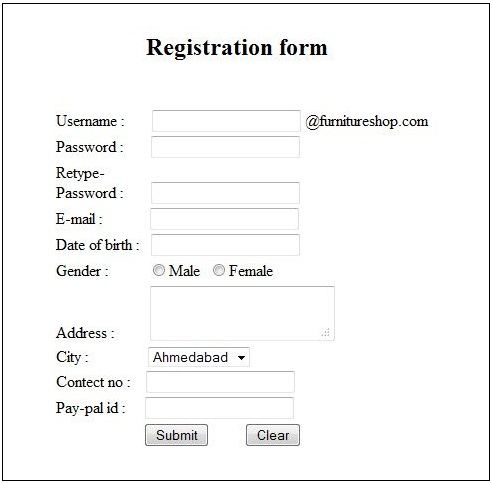 Registration form
Username : @furnitureshop.com
Password :
Retype-
Password :
E-mail :
Date of birth :
Gender : Male Female
Address :
City : Ahmedabad
Contect no :
Pay-pal id :
Submit Clear